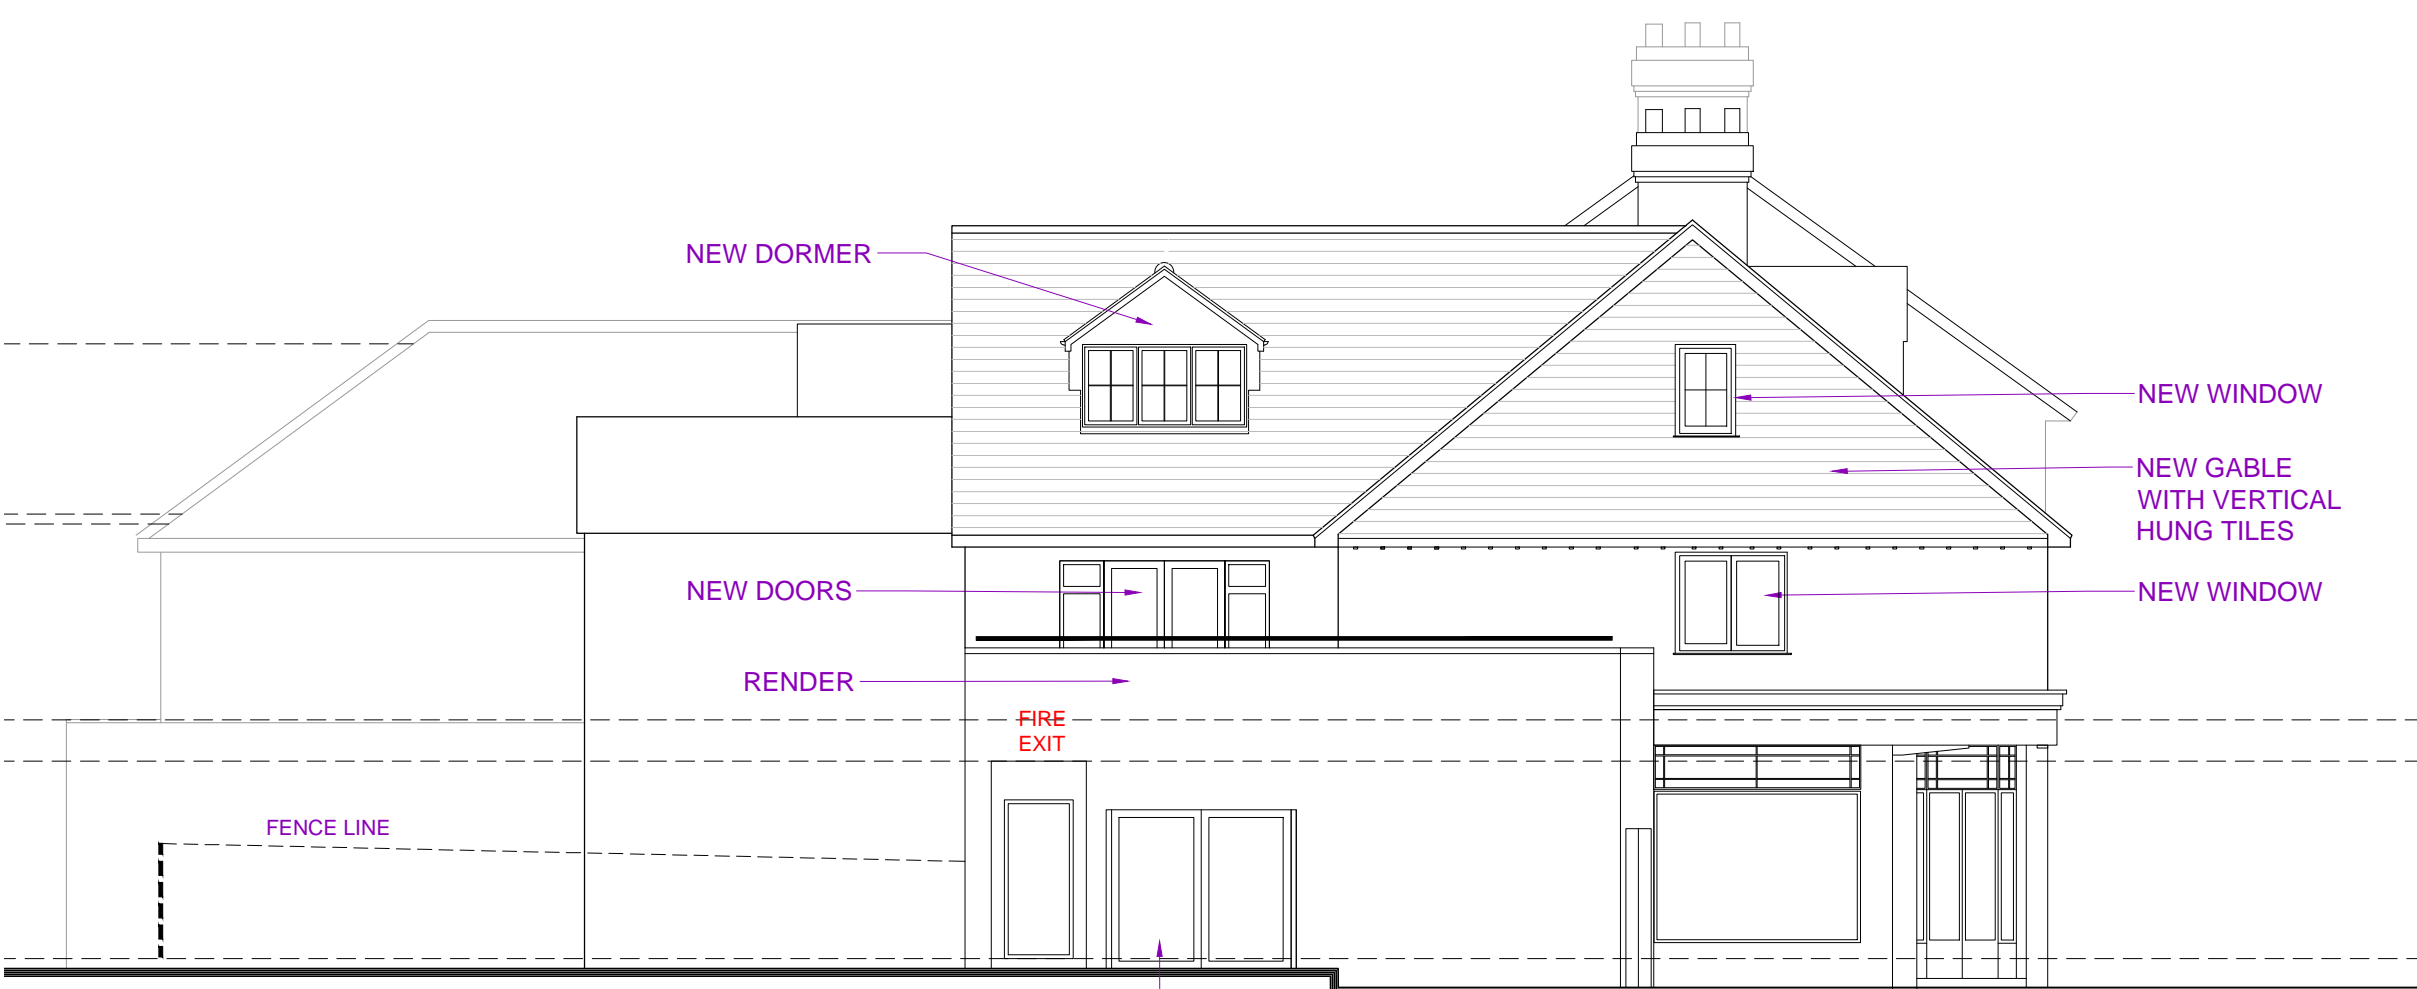 NEW DORMER
NEW WINDOW
NEW GABLE
WITH VERTICAL
HUNG TILES
NEW DOORS
NEW WINDOW
RENDER
FIRE
EXIT
FENCE LINE